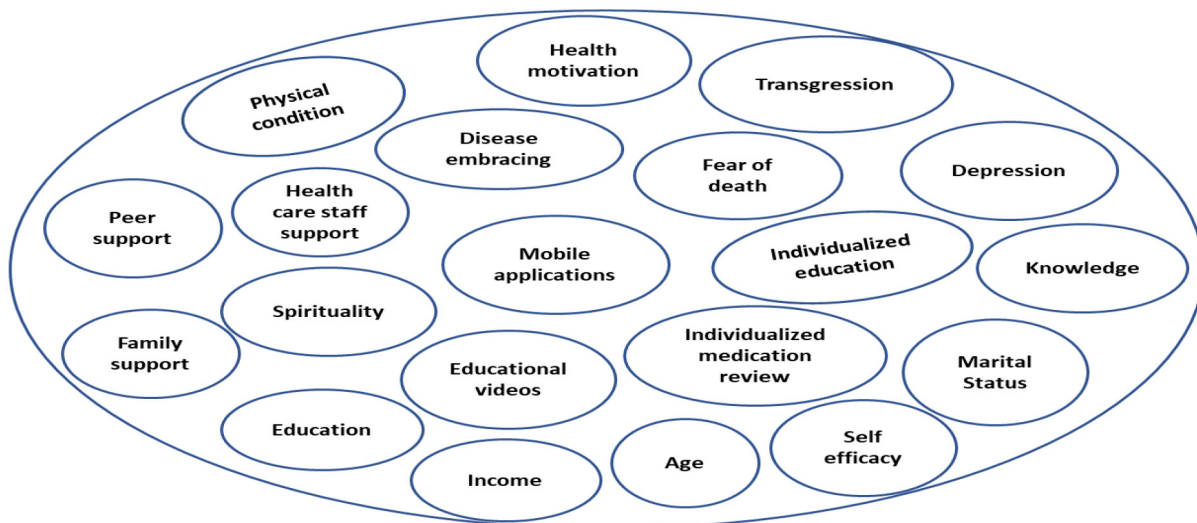 Health
motivation
Transgression
Physical
condition
Disease
embracing
Fear of
death
Depression
Peer
support
Health
care staff
support
Mobile
applications
Individualized
education
Knowledge
Spirituality
Family
support
Educational
videos
Individualized
medication
review
Marital
Status
Education
Income
Age
Self
efficacy